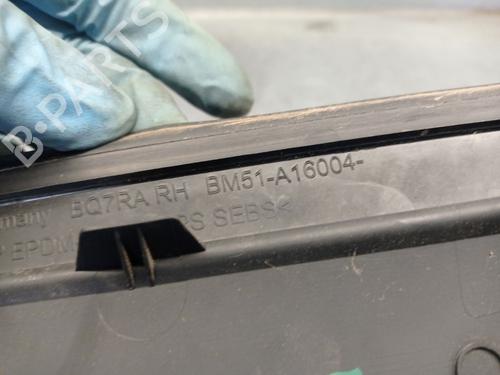 many BQ7RA RH BM51-A16004-
P EPDM PS SEBS<
B-PARTS